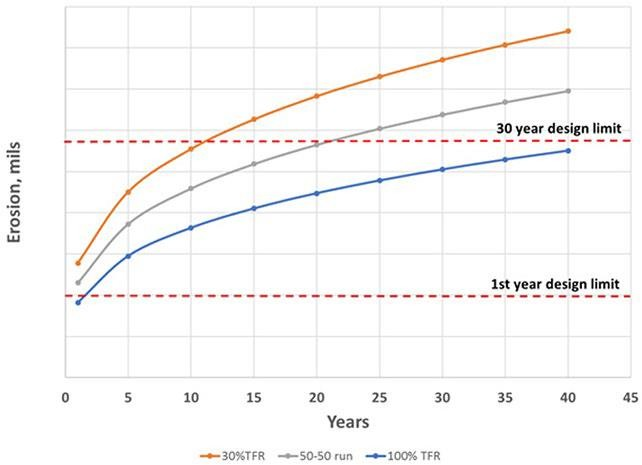 30 year design limit
Erosion, mils
1st year design limit
0 5 10 15 20 25 30 35 40 45
Years
30%TFR 50-50 run 100% TFR